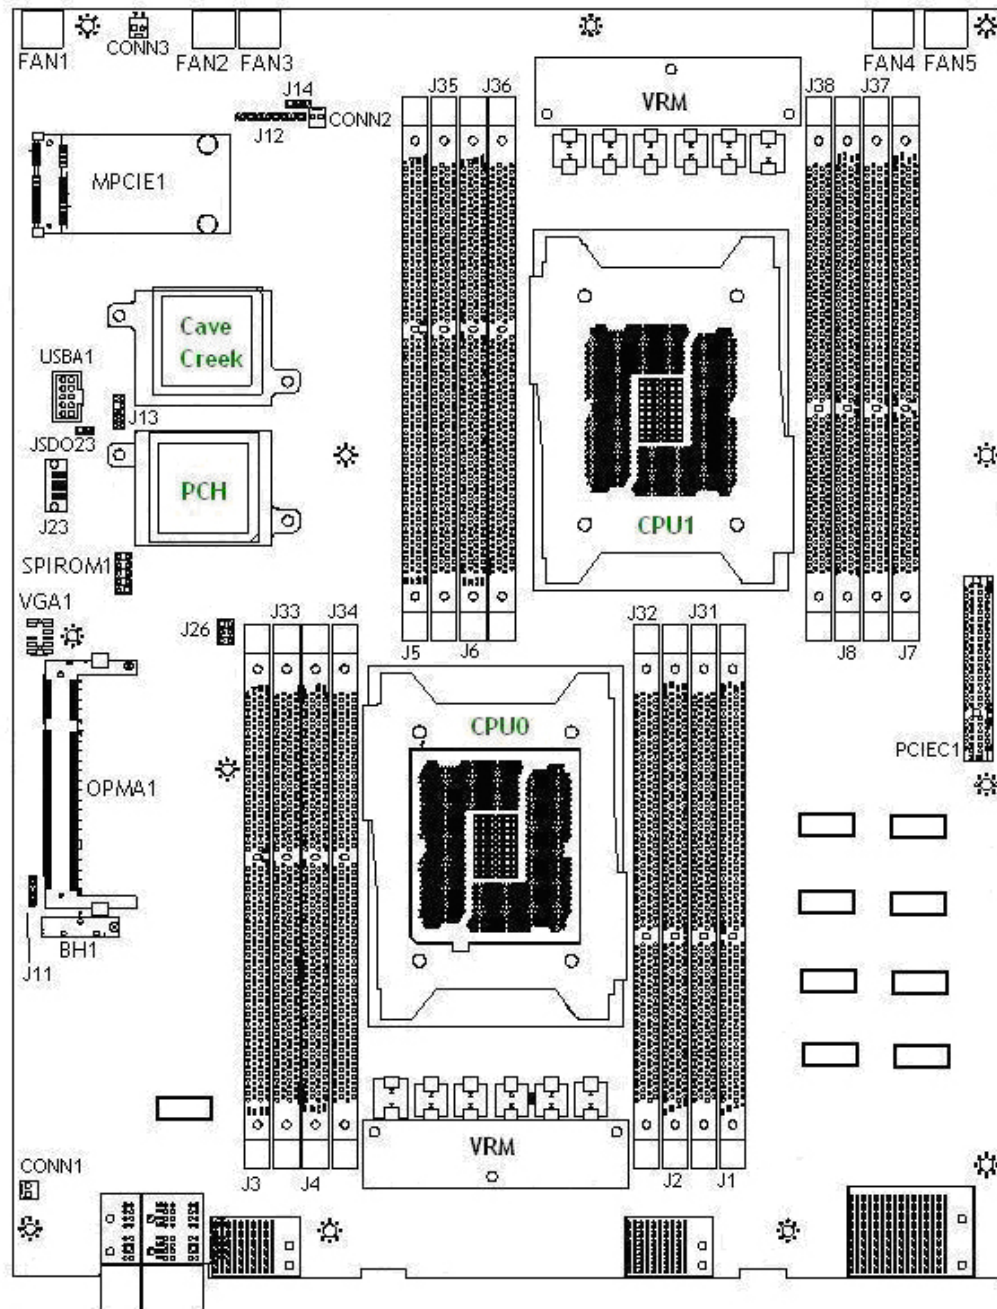 FAN1
CONN3
FAN2 FAN3
FAN4 FAN5
J14
J12
CONN2
J35 J36
VRM
J38 J37
MPCIE1
Cave
Creek
USBA1
J13
JSDO23
PCH
J23
CPU1
SPIROM1
VGA1
J26
J33 J34
J5 J6
J32 J31
J8 J7
CPU0
PCIEC1
OPMA1
BH1
J11
VRM
CONN1
J3 J4
J2 J1